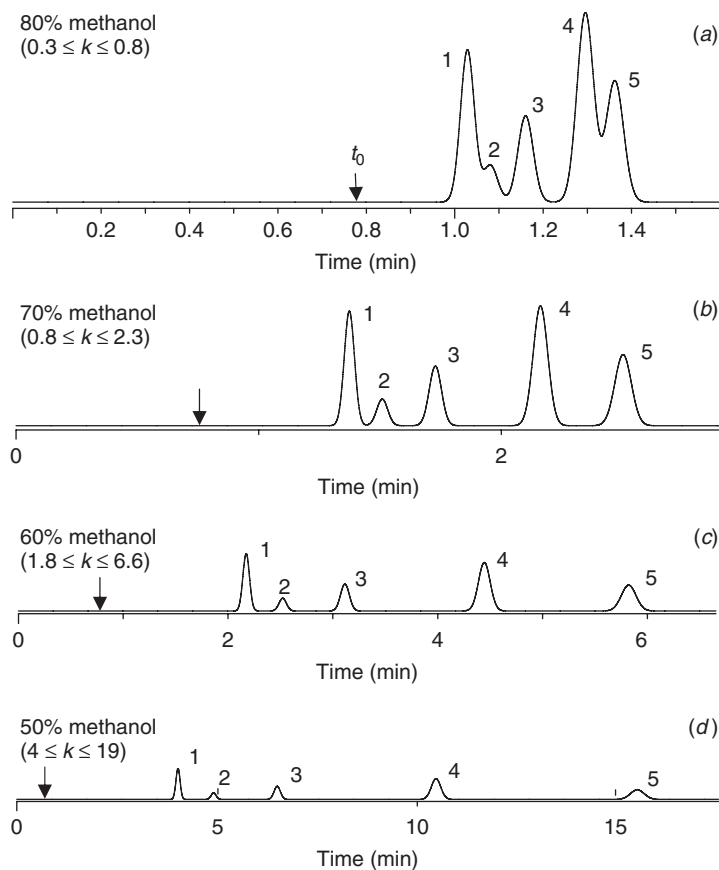 80% methanol
(0.3 ≤ k ≤ 0.8)
(a)
1
2
3
4
5
t0
0.2 0.4 0.6 0.8 1.0 1.2 1.4
Time (min)
70% methanol
(0.8 ≤ k ≤ 2.3)
(b)
1
2
3
4
5
0 2
Time (min)
60% methanol
(1.8 ≤ k ≤ 6.6)
(c)
1
2
3
4
5
0 2 4 6
Time (min)
50% methanol
(4 ≤ k ≤ 19)
(d)
1
2
3
4
5
0 5 10 15
Time (min)